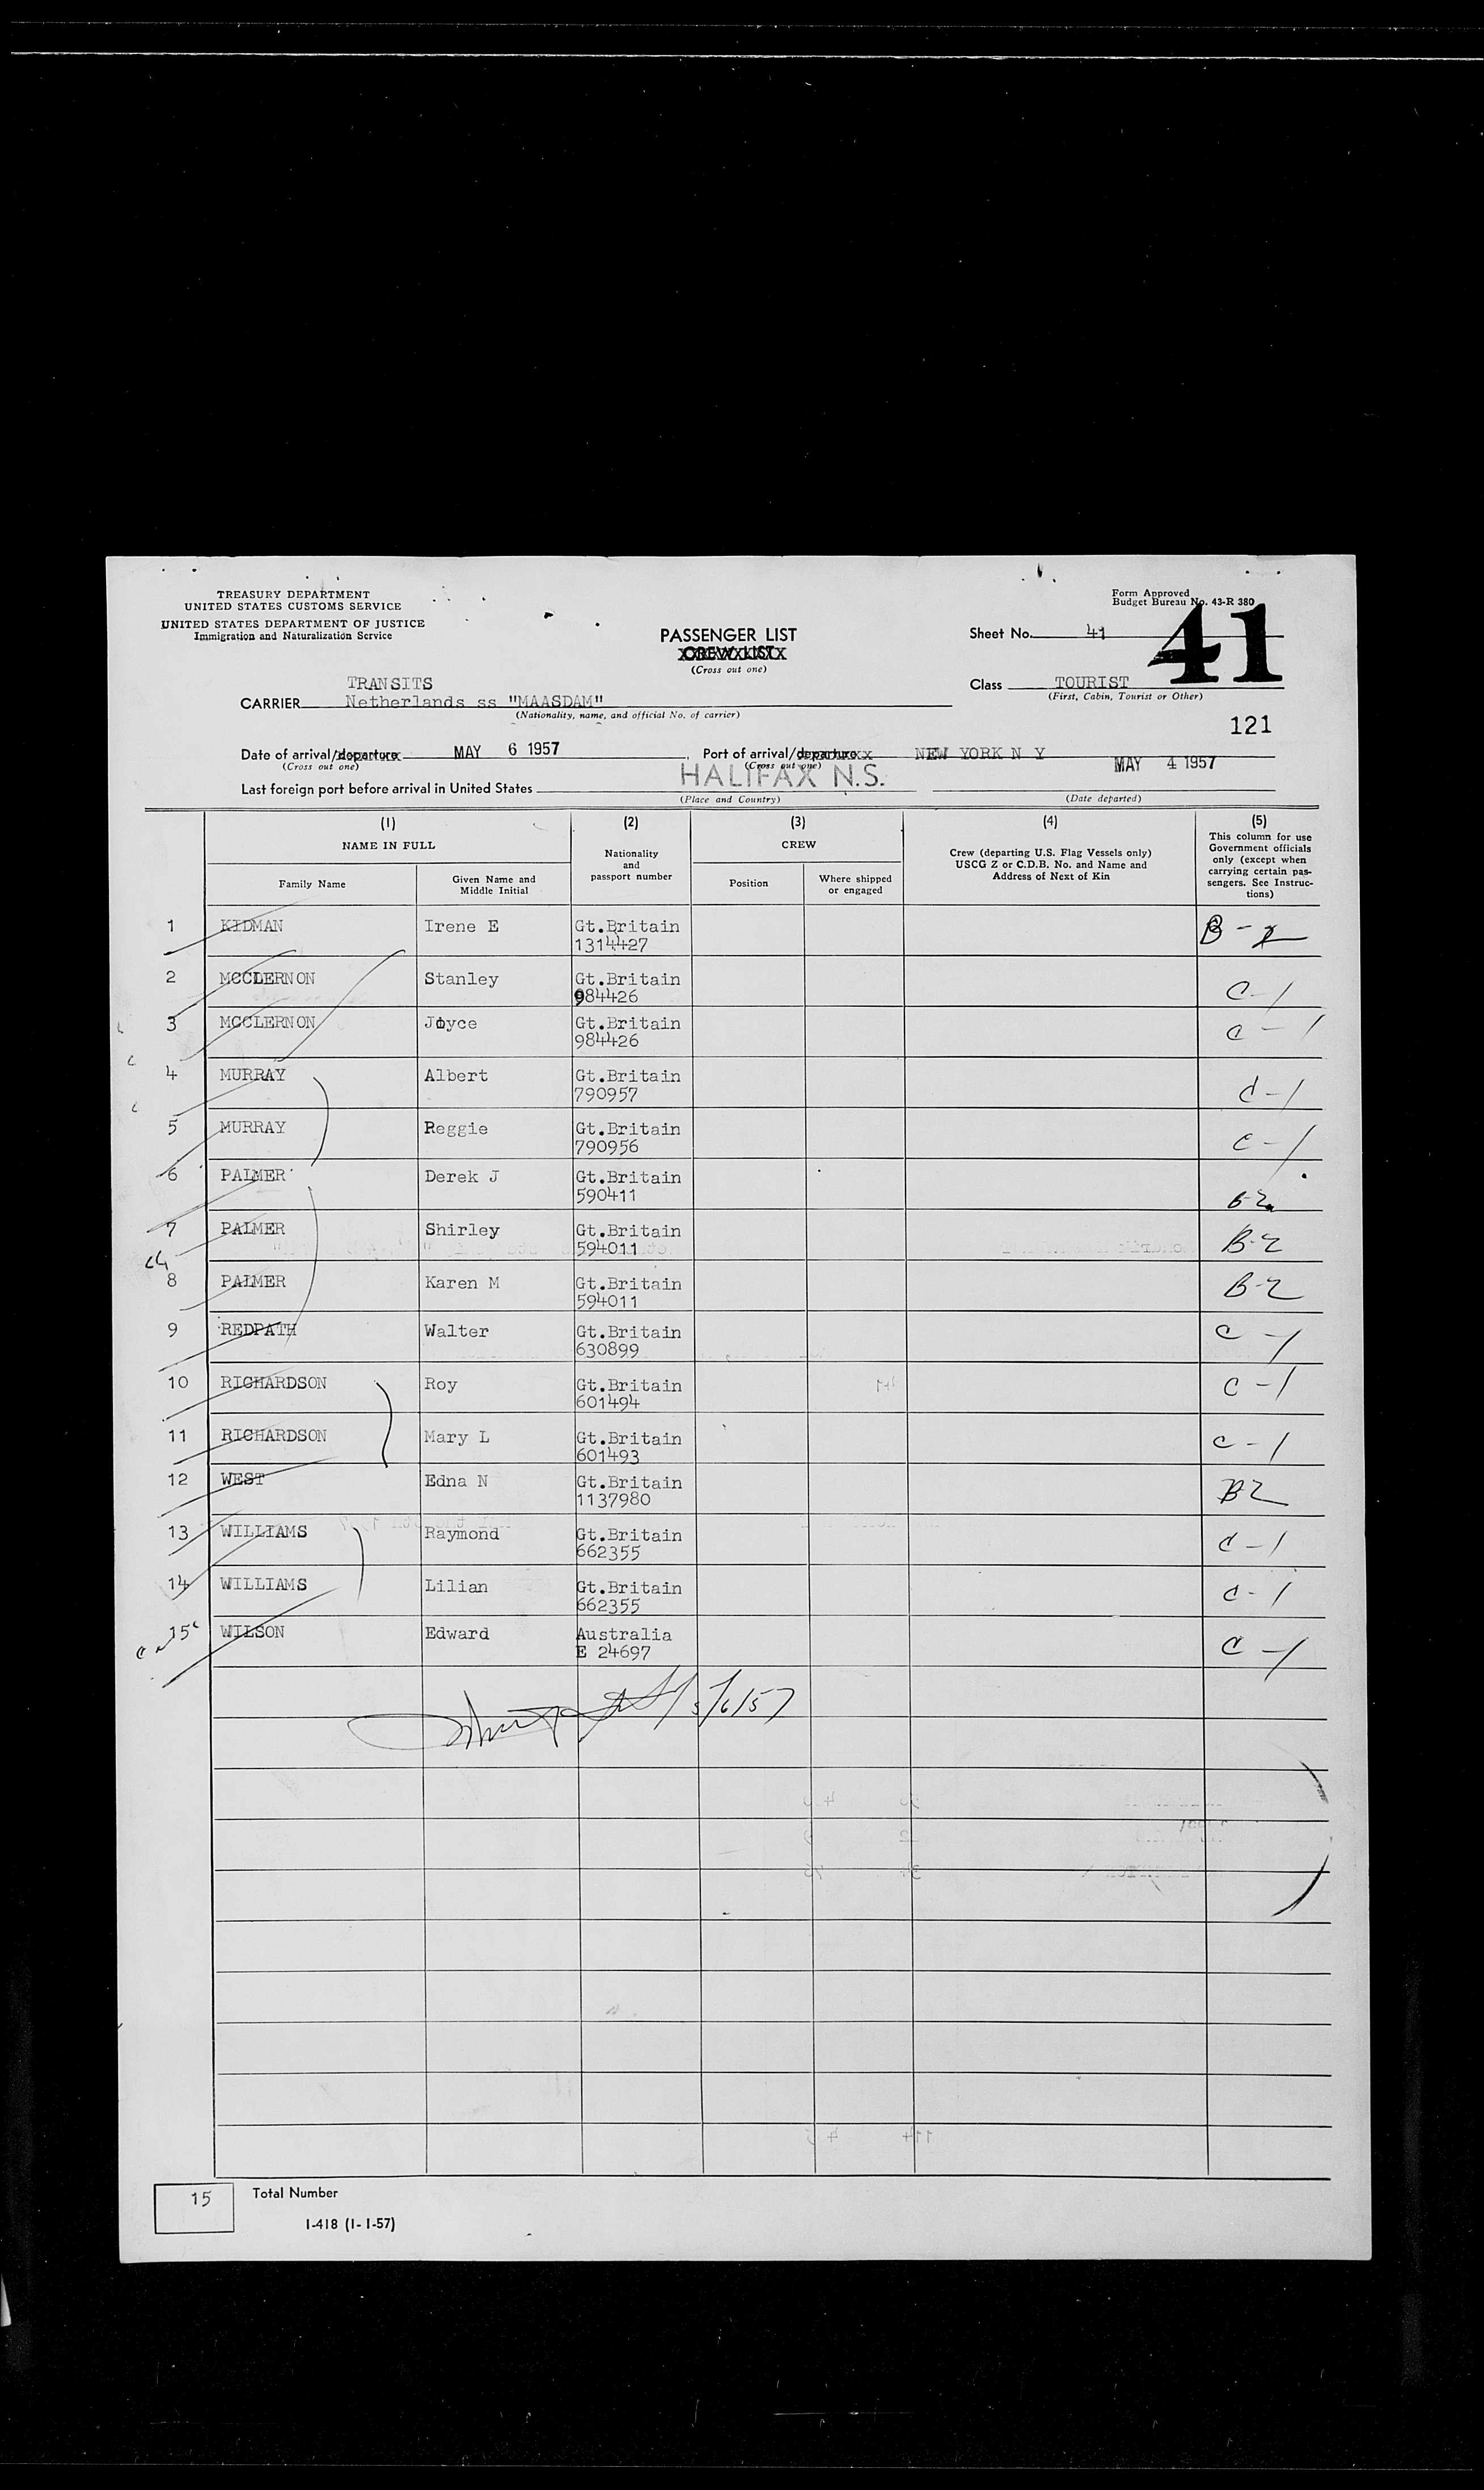 TREASURY DEPARTMENT
UNITED STATES CUSTOMS SERVICE
UNITED STATES DEPARTMENT OF JUSTICE
Immigration and Naturalization Service
Form Approved
Budget Bureau No. 43-R 380
PASSENGER LIST
CREW LIST
(Cross out one)
Sheet No. 41
41
Class TOURIST
(First, Cabin, Tourist or Other)
TRANSITS
CARRIER Netherlands ss "MAASDAM"
(Nationality, name, and official No. of carrier)
121
Date of arrival/departure MAY 6 1957, Port of arrival/departure NEW YORK N Y
(Cross out one) (Cross out one)
HALIFAX N.S. MAY 4 1957
Last foreign port before arrival in United States
(Place and Country) (Date departed)
(1) (2) (3) (4) (5)
NAME IN FULL
Family Name
Given Name and
Middle Initial
Nationality
and
passport number
CREW
Position
Where shipped
or engaged
Crew (departing U.S. Flag Vessels only)
USCG Z or C.D.B. No. and Name and
Address of Next of Kin
This column for use
Government officials
only (except when
carrying certain pas-
sengers. See Instruc-
tions)
1 KIDMAN Irene E Gt.Britain B-2
1314427
2 MCCLERNON Stanley Gt.Britain C-1
984426
3 MCCLERNON Joyce Gt.Britain C-1
984426
4 MURRAY Albert Gt.Britain C-1
790957
5 MURRAY Reggie Gt.Britain C-1
790956
6 PALMER Derek J Gt.Britain B-2
590411
7 PALMER Shirley Gt.Britain B-2
594011
8 PALMER Karen M Gt.Britain B-2
594011
9 REDPATH Walter Gt.Britain C-1
630899
10 RICHARDSON Roy Gt.Britain C-1
601494
11 RICHARDSON Mary L Gt.Britain C-1
601493
12 WEST Edna N Gt.Britain B2
1137980
13 WILLIAMS Raymond Gt.Britain C-1
662355
14 WILLIAMS Lilian Gt.Britain C-1
662355
15 WILSON Edward Australia C-1
E 24697
5/6/57
15 Total Number
I-418 (1-1-57)